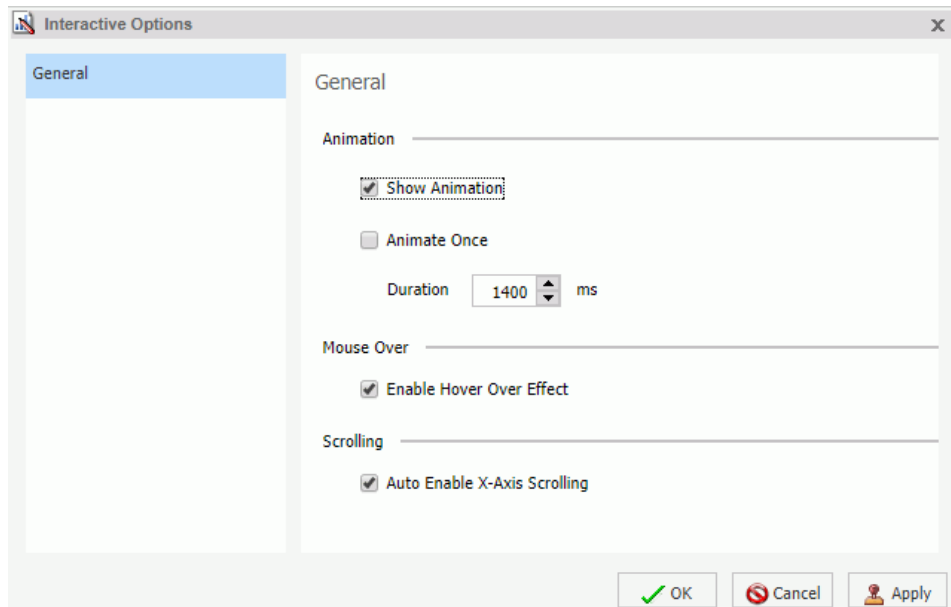 Interactive Options
General
General
Animation
Show Animation
Animate Once
Duration 1400 ms
Mouse Over
Enable Hover Over Effect
Scrolling
Auto Enable X-Axis Scrolling
OK Cancel Apply